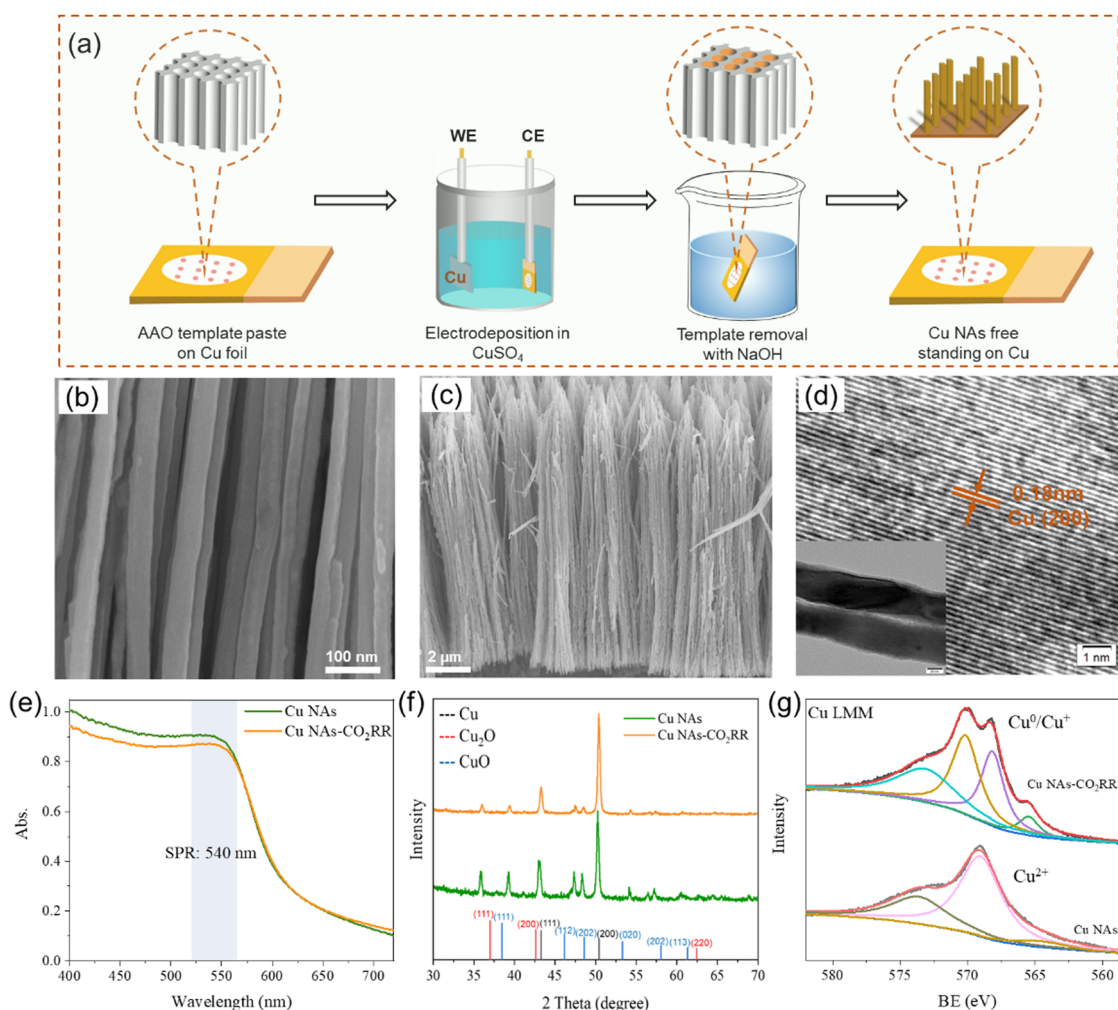 (a)
WE CE
Cu
AAO template paste
on Cu foil
Electrodeposition in
CuSO₄
Template removal
with NaOH
Cu NAs free
standing on Cu
(b)
100 nm
(c)
2 µm
(d)
0.18nm
Cu (200)
1 nm
(e)
Cu NAs
Cu NAs-CO₂RR
SPR: 540 nm
Abs.
1.0
0.8
0.6
0.4
0.2
0.0
400 450 500 550 600 650 700
Wavelength (nm)
(f)
Cu
Cu₂O
CuO
Cu NAs
Cu NAs-CO₂RR
Intensity
(111) (111) (200) (111) (112) (202) (200) (020) (202) (113) (220)
30 35 40 45 50 55 60 65 70
2 Theta (degree)
(g)
Cu LMM
Cu⁰/Cu⁺
Cu NAs-CO₂RR
Cu²⁺
Cu NAs
Intensity
580 575 570 565 560
BE (eV)